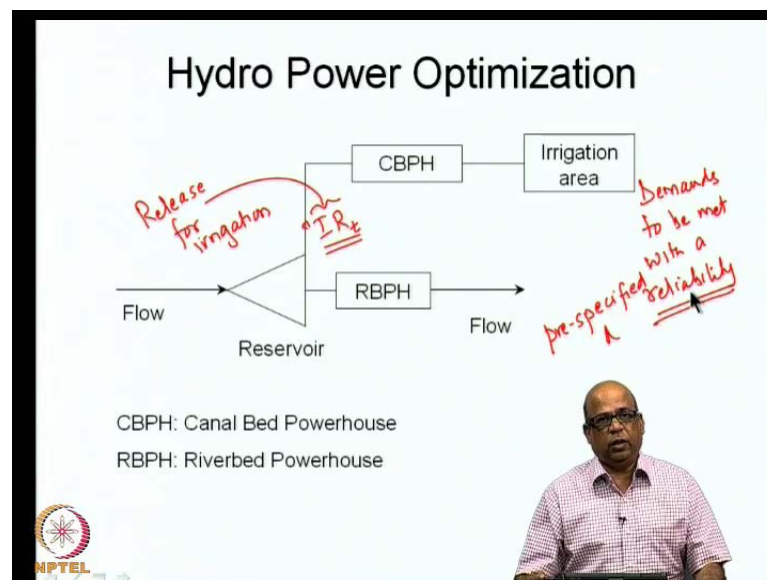 Hydro Power Optimization
CBPH
Irrigation
area
Release
for
irrigation
IRt
Demands
to be met
with a
pre-specified
reliability
Flow
RBPH
Flow
Reservoir
CBPH: Canal Bed Powerhouse
RBPH: Riverbed Powerhouse
NPTEL